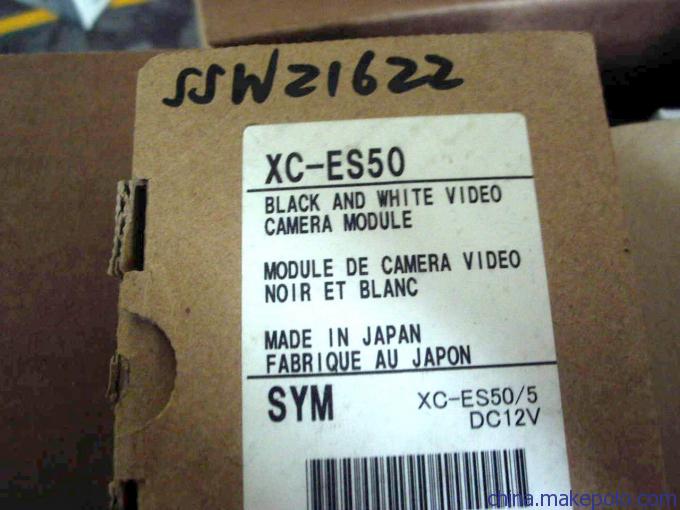 SSW21622
XC-ES50
BLACK AND WHITE VIDEO
CAMERA MODULE
MODULE DE CAMERA VIDEO
NOIR ET BLANC
MADE IN JAPAN
FABRIQUE AU JAPON
SYM XC-ES50/5
DC12V
china.makepolo.com